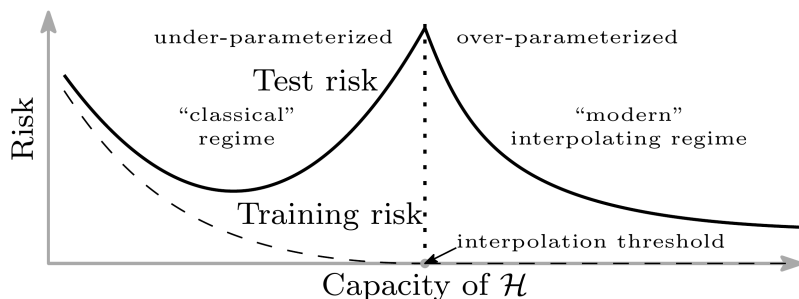 under-parameterized
over-parameterized
Test risk
“classical”
regime
“modern”
interpolating regime
Risk
Training risk
interpolation threshold
Capacity of ℋ